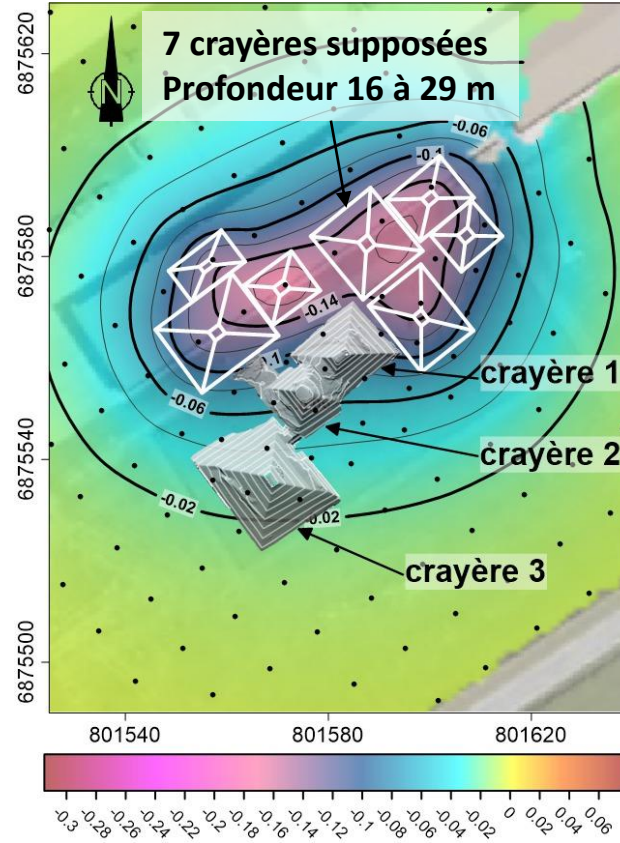 7 crayères supposées
Profondeur 16 à 29 m
N
6875620
6875580
6875540
6875500
-0.06
-0.1
-0.14
0.1
-0.06
-0.02
0.02
crayère 1
crayère 2
crayère 3
801540 801580 801620
-0.3 -0.28 -0.26 -0.24 -0.22 -0.2 -0.18 -0.16 -0.14 -0.12 -0.1 -0.08 -0.06 -0.04 -0.02 0 0.02 0.04 0.06